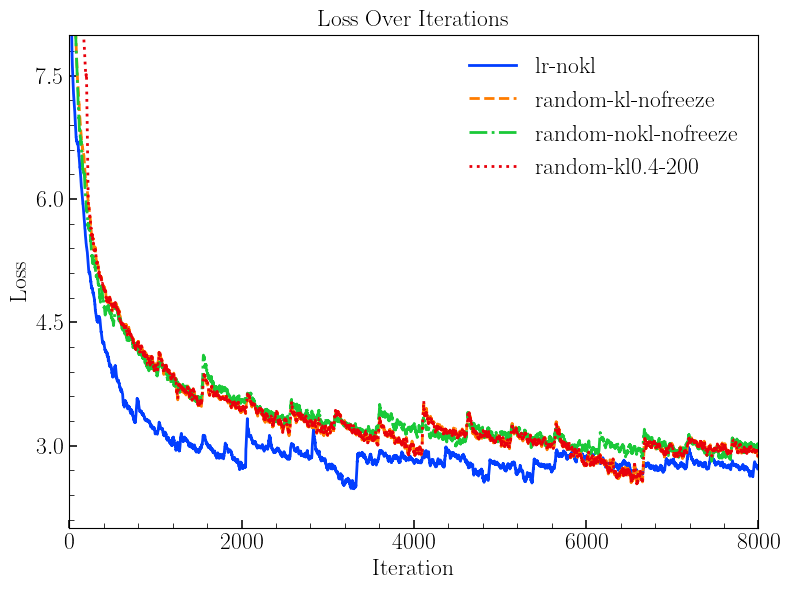 Loss Over Iterations
lr-nokl
random-kl-nofreeze
random-nokl-nofreeze
random-kl0.4-200
Loss
7.5
6.0
4.5
3.0
0 2000 4000 6000 8000
Iteration